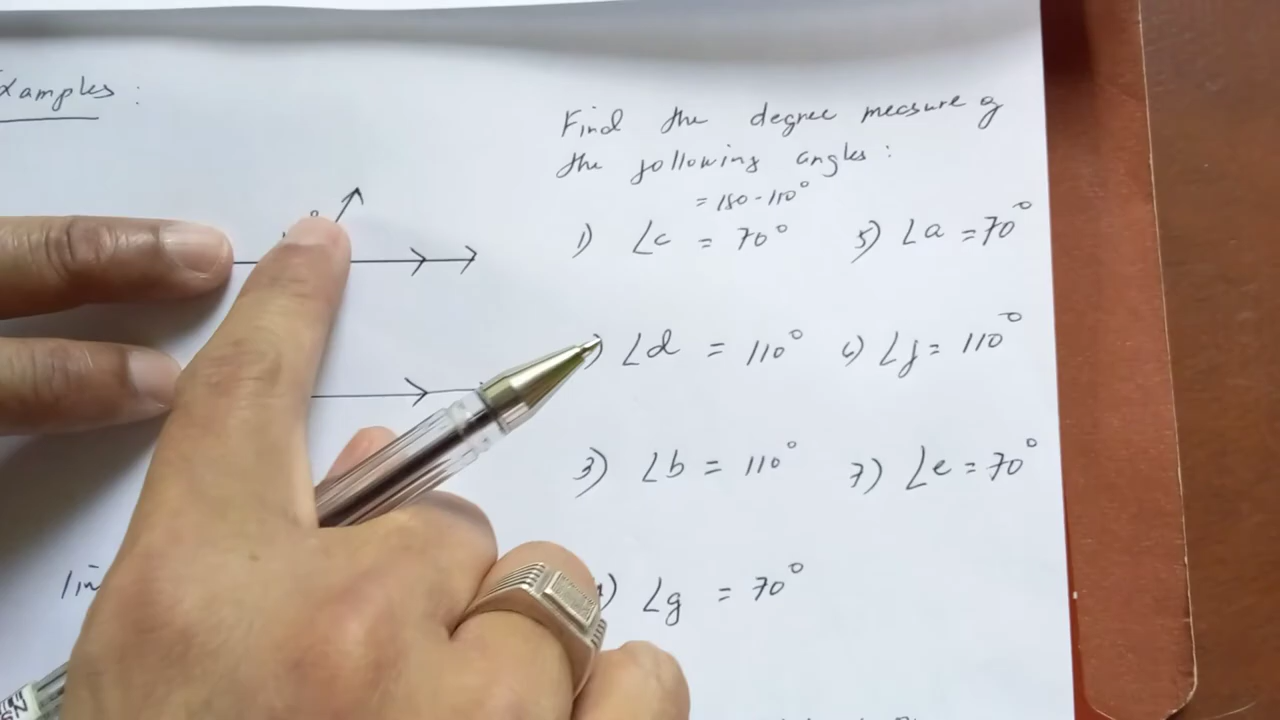 Examples:
Find the degree measure of
the following angles:
= 180 - 110°
1) ∠c = 70° 5) ∠a = 70°
) ∠d = 110° 6) ∠f = 110°
3) ∠b = 110° 7) ∠e = 70°
) ∠g = 70°